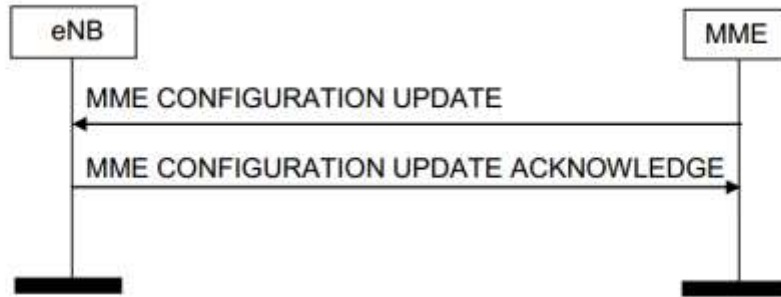 eNB
MME
MME CONFIGURATION UPDATE
MME CONFIGURATION UPDATE ACKNOWLEDGE